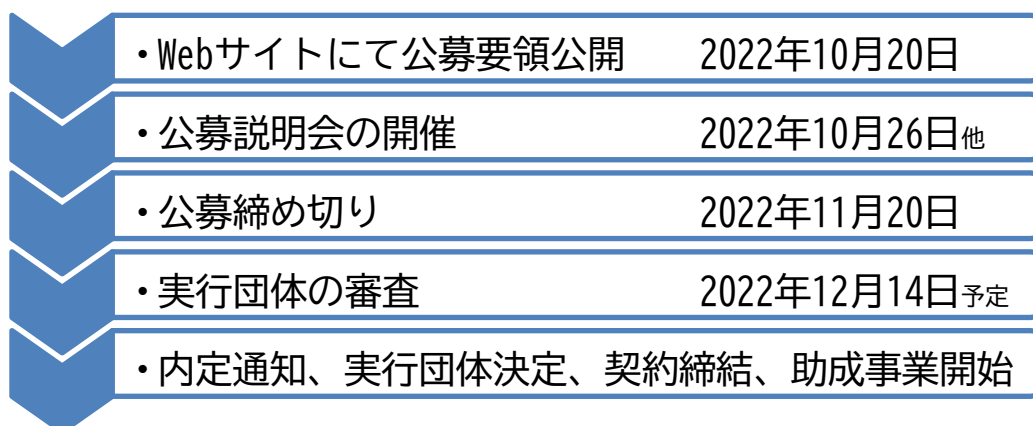 ・Webサイトにて公募要領公開 2022年10月20日
・公募説明会の開催 2022年10月26日他
・公募締め切り 2022年11月20日
・実行団体の審査 2022年12月14日予定
・内定通知、実行団体決定、契約締結、助成事業開始